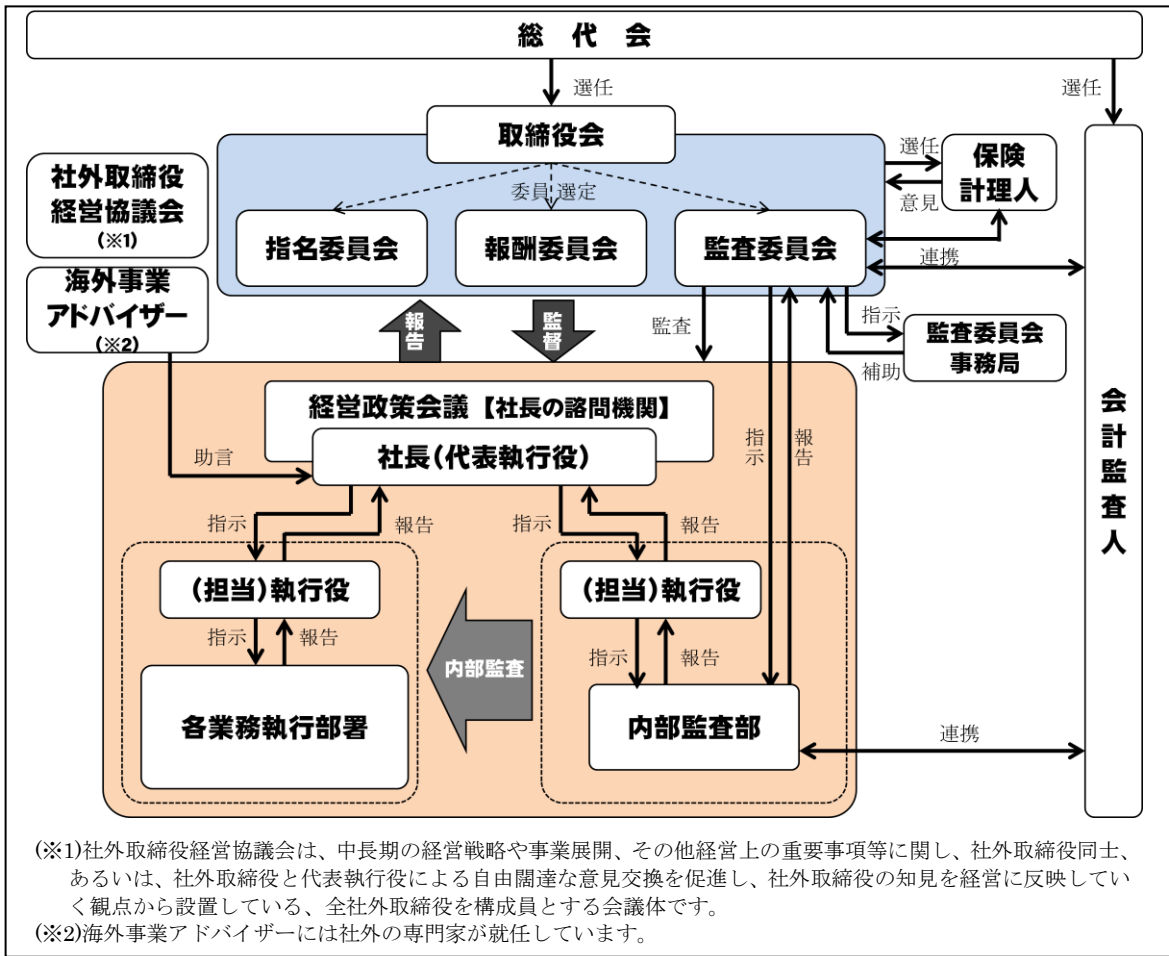 総 代 会
選任
選任
取締役会
社外取締役
経営協議会
(※1)
選任
保険
計理人
意見
委員 選定
指名委員会
報酬委員会
監査委員会
連携
海外事業
アドバイザー
(※2)
報告
監督
監査
指示
監査委員会
事務局
補助
会計監査人
経営政策会議【社長の諮問機関】
社長(代表執行役)
助言
指示
報告
指示
報告
指示
報告
(担当)執行役
(担当)執行役
指示
報告
内部監査
指示
報告
各業務執行部署
内部監査部
連携
(※1)社外取締役経営協議会は、中長期の経営戦略や事業展開、その他経営上の重要事項等に関し、社外取締役同士、
あるいは、社外取締役と代表執行役による自由闊達な意見交換を促進し、社外取締役の知見を経営に反映してい
く観点から設置している、全社外取締役を構成員とする会議体です。
(※2)海外事業アドバイザーには社外の専門家が就任しています。